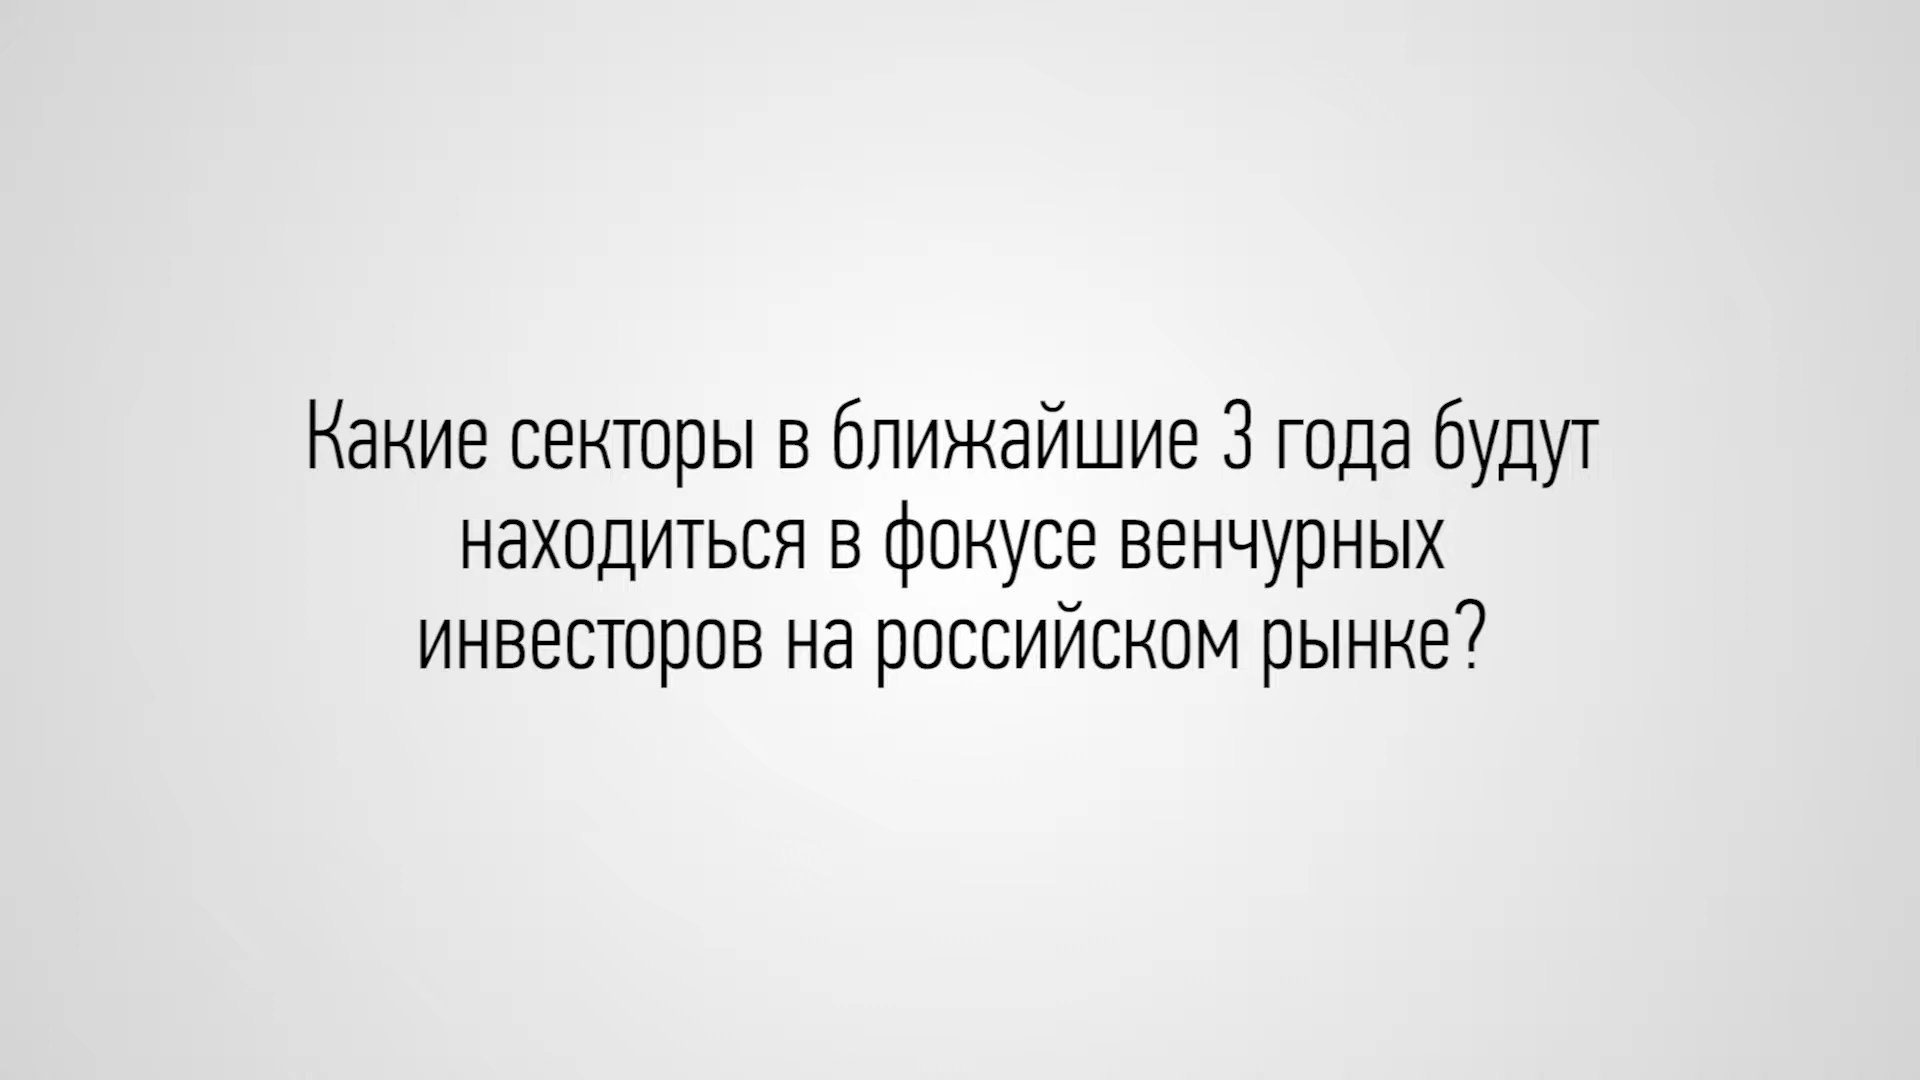 Какие секторы в ближайшие 3 года будут
находиться в фокусе венчурных
инвесторов на российском рынке?